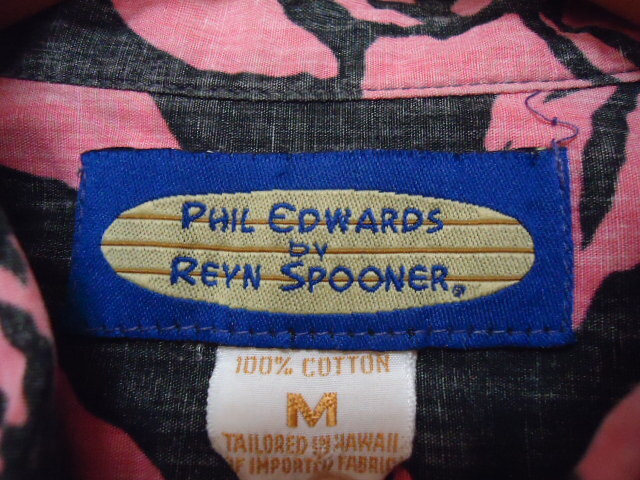 PHIL EDWARDS
by
REYN SPOONER®
100% COTTON
M
TAILORED IN HAWAII
OF IMPORTED FABRIC